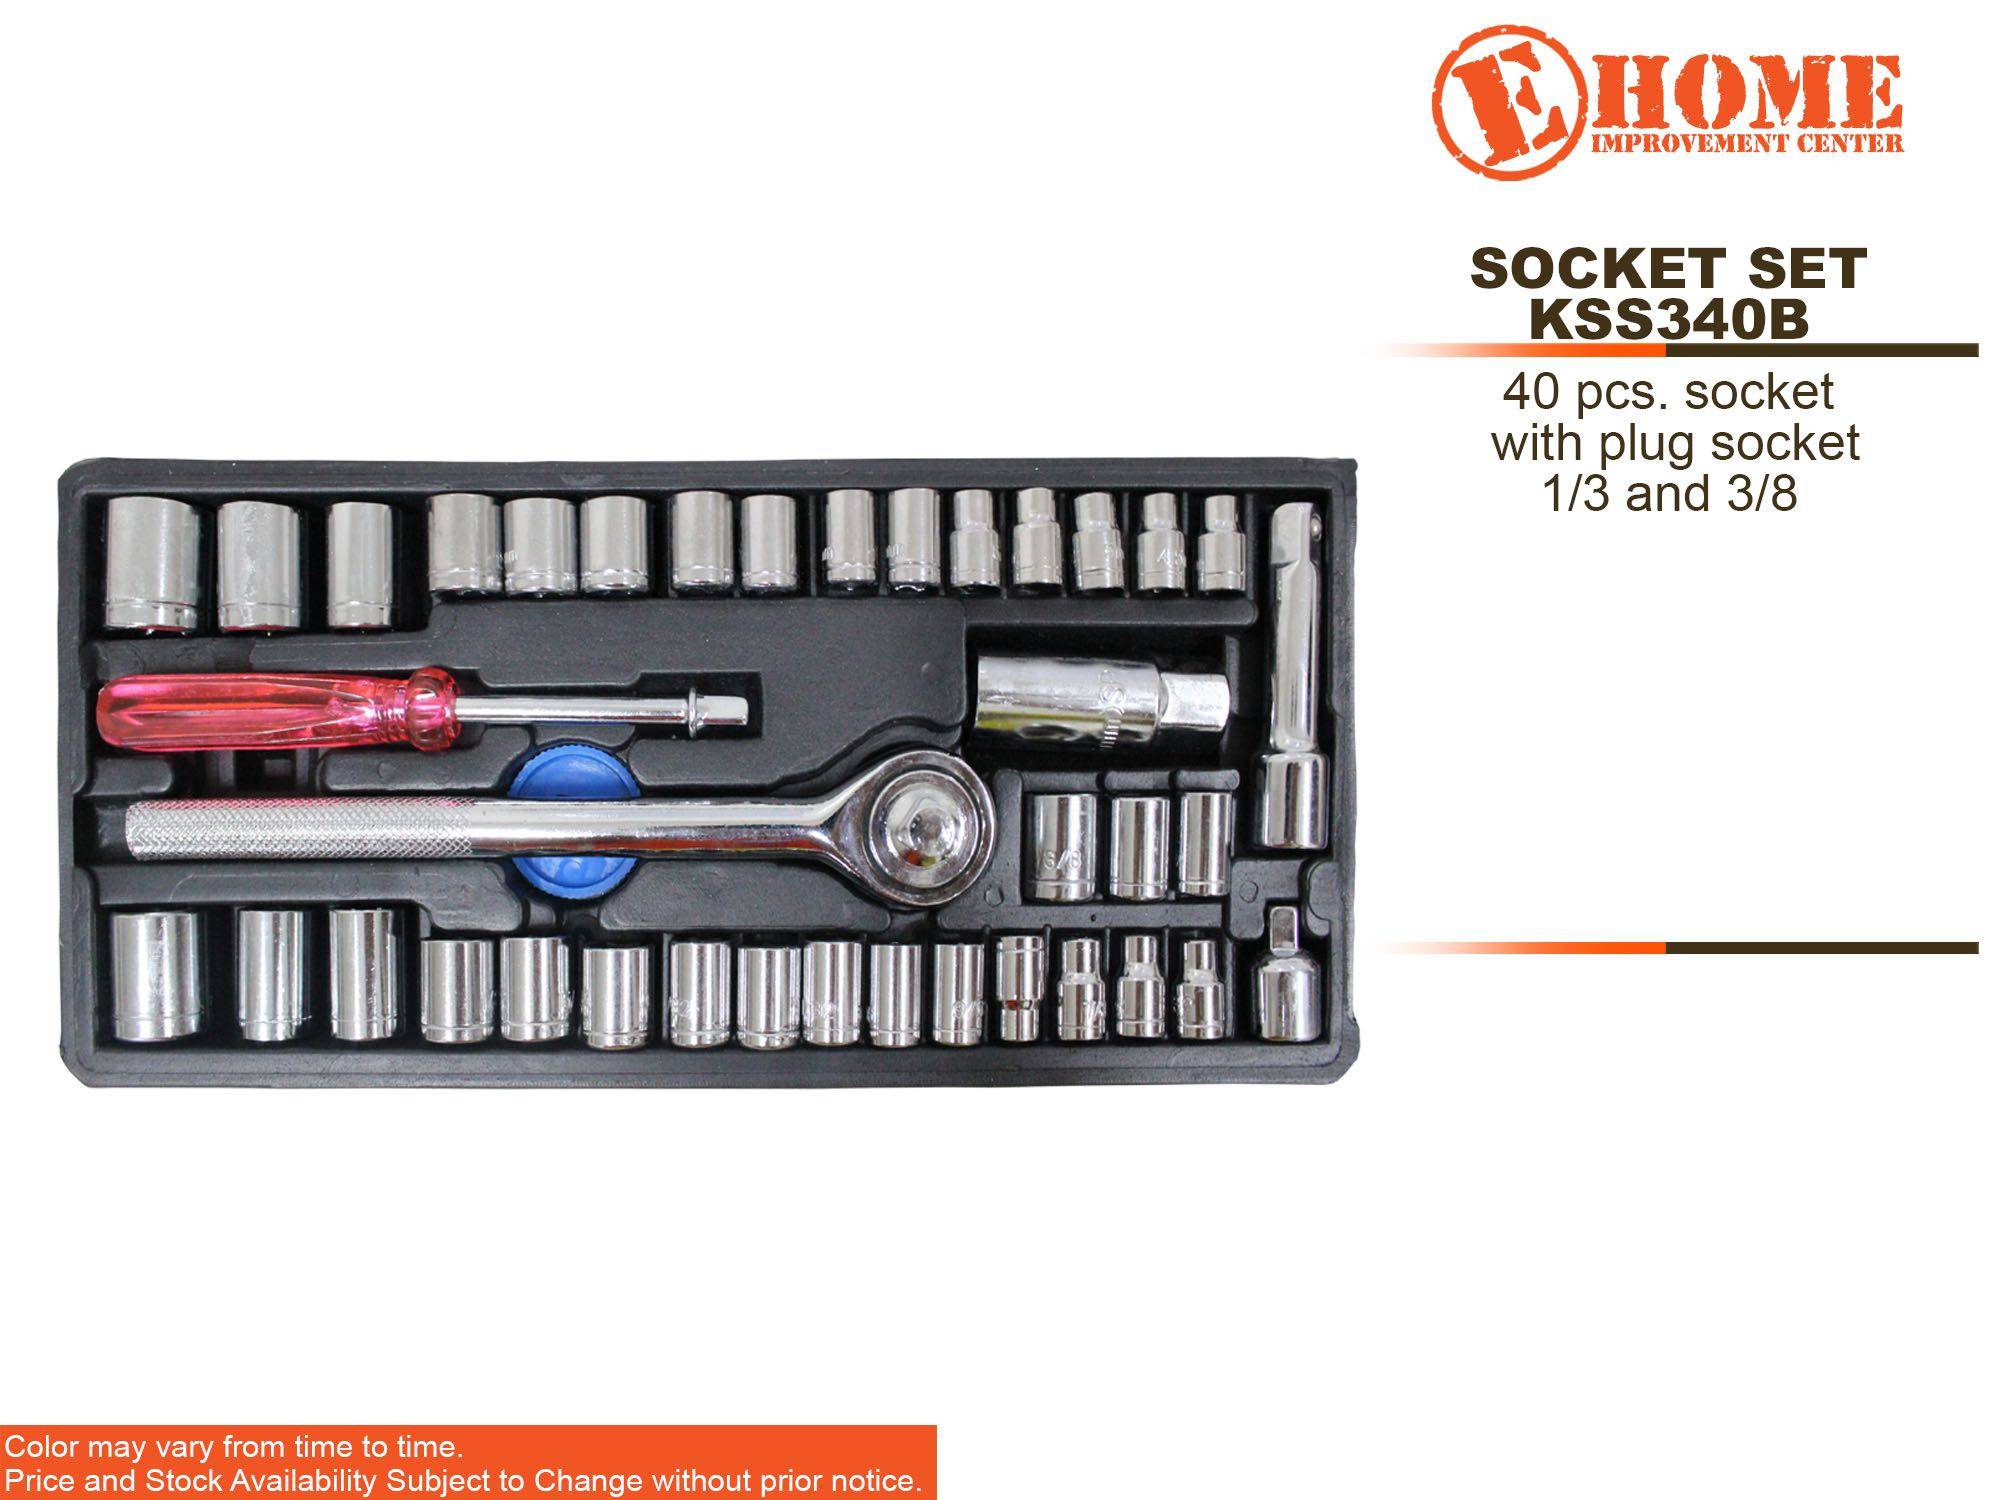 E HOME
IMPROVEMENT CENTER
SOCKET SET
KSS340B
40 pcs. socket
with plug socket
1/3 and 3/8
Color may vary from time to time.
Price and Stock Availability Subject to Change without prior notice.